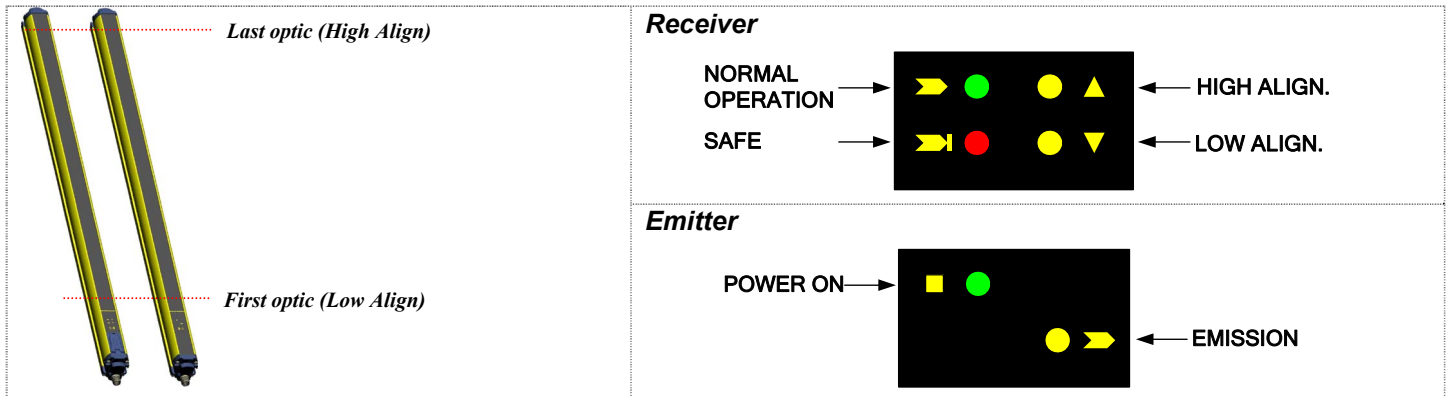 Last optic (High Align)
First optic (Low Align)
Receiver
NORMAL
OPERATION
HIGH ALIGN.
SAFE
LOW ALIGN.
Emitter
POWER ON
EMISSION